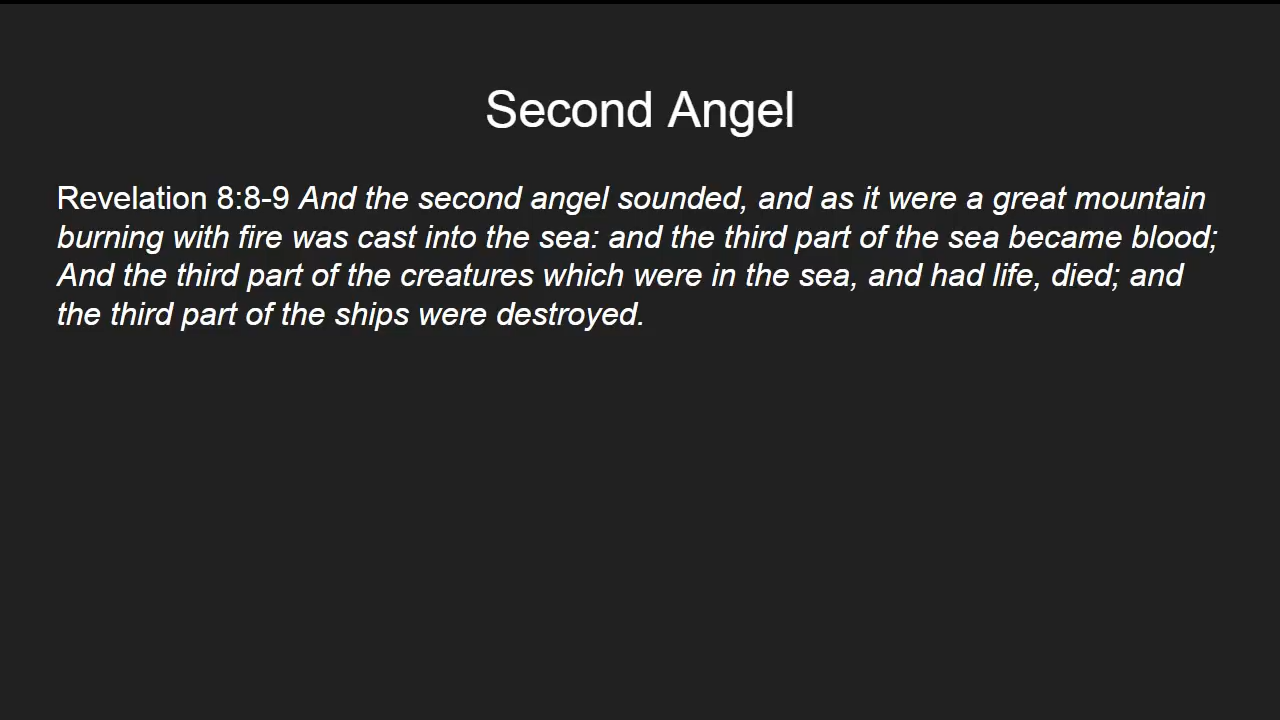 Second Angel
Revelation 8:8-9 And the second angel sounded, and as it were a great mountain
burning with fire was cast into the sea: and the third part of the sea became blood;
And the third part of the creatures which were in the sea, and had life, died; and
the third part of the ships were destroyed.